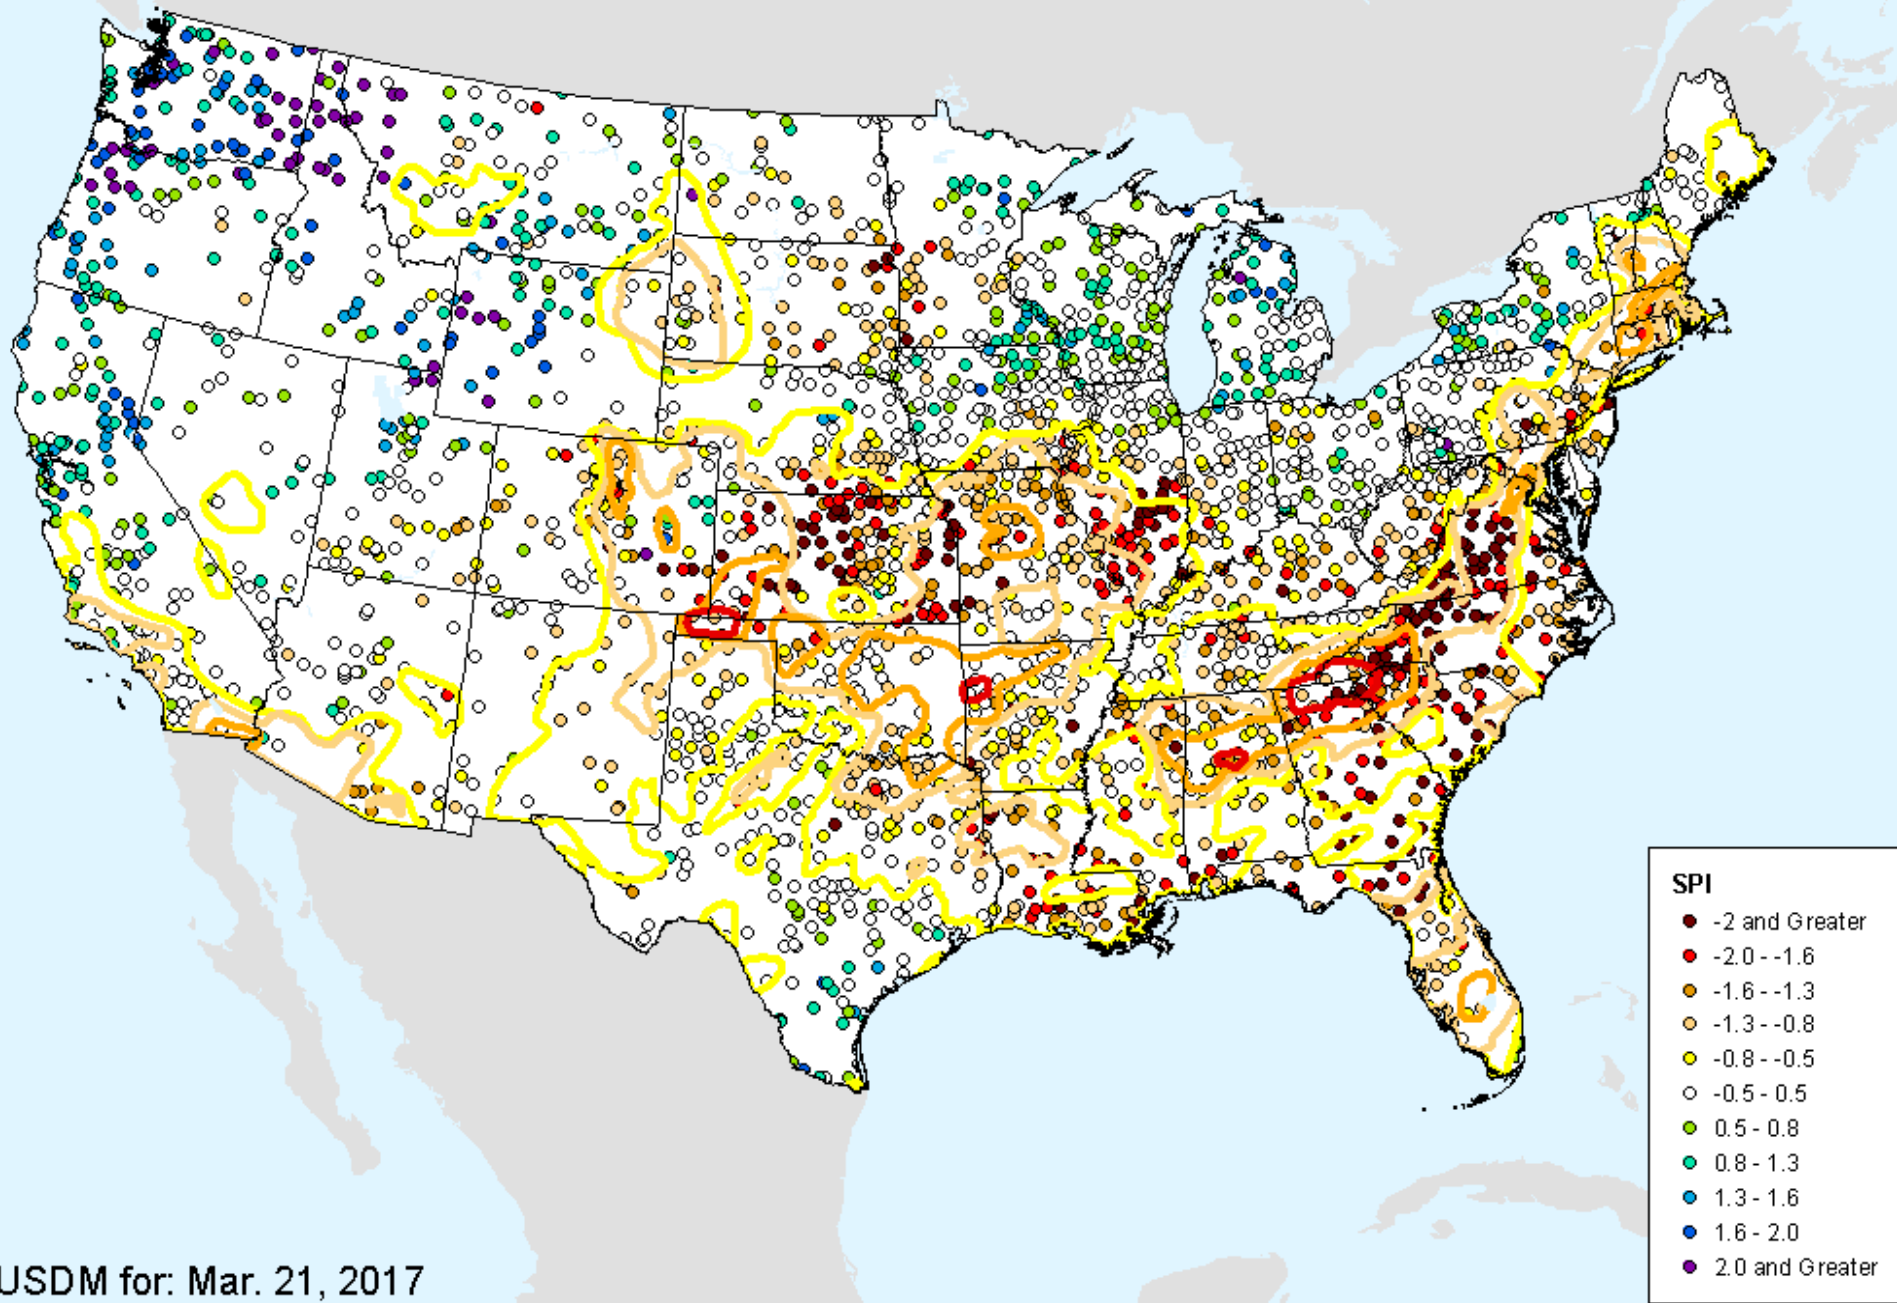 SPI
-2 and Greater
-2.0 - -1.6
-1.6 - -1.3
-1.3 - -0.8
-0.8 - -0.5
-0.5 - 0.5
0.5 - 0.8
0.8 - 1.3
1.3 - 1.6
1.6 - 2.0
2.0 and Greater
USDM for: Mar. 21, 2017